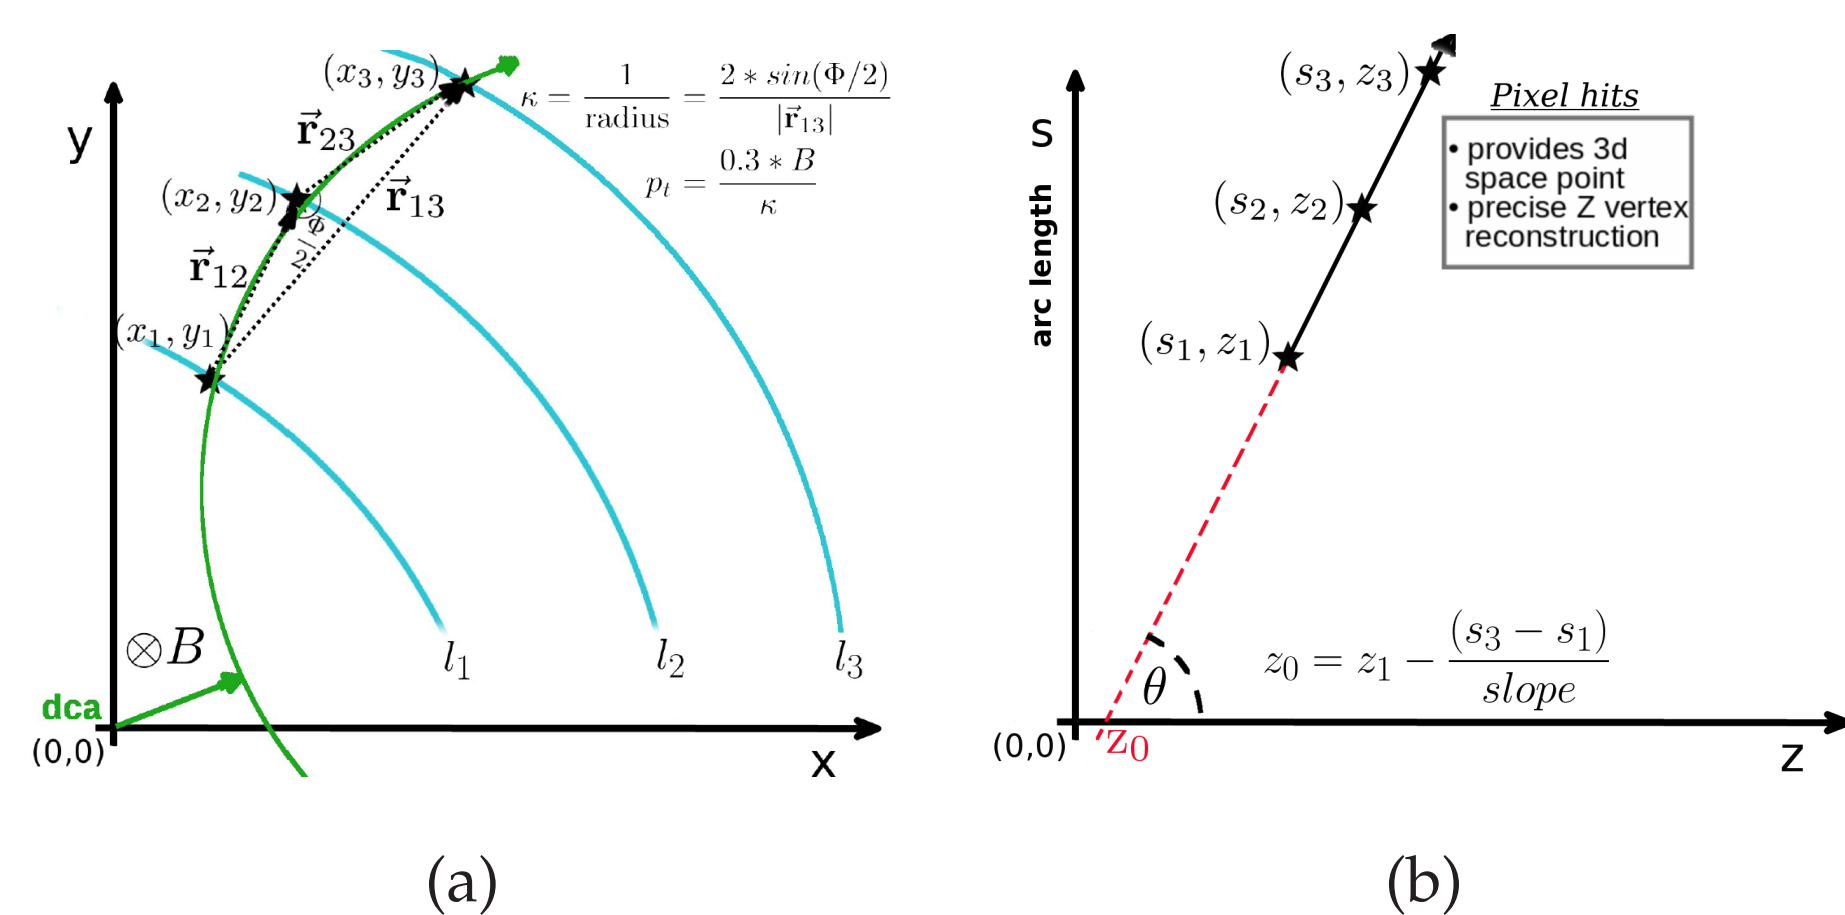 (x₃, y₃)
κ = 1/radius = 2 * sin(Φ/2)/|r⃗₁₃|
y
r⃗₂₃
pₜ = 0.3 * B/κ
(x₂, y₂)
r⃗₁₃
Φ/2
r⃗₁₂
(x₁, y₁)
⊗B
l₁
l₂
l₃
dca
(0,0)
x
(a)
(s₃, z₃)
Pixel hits
• provides 3d
space point
• precise Z vertex
reconstruction
S
arc length
(s₂, z₂)
(s₁, z₁)
z₀ = z₁ − (s₃ − s₁)/slope
θ
(0,0)
z₀
Z
(b)